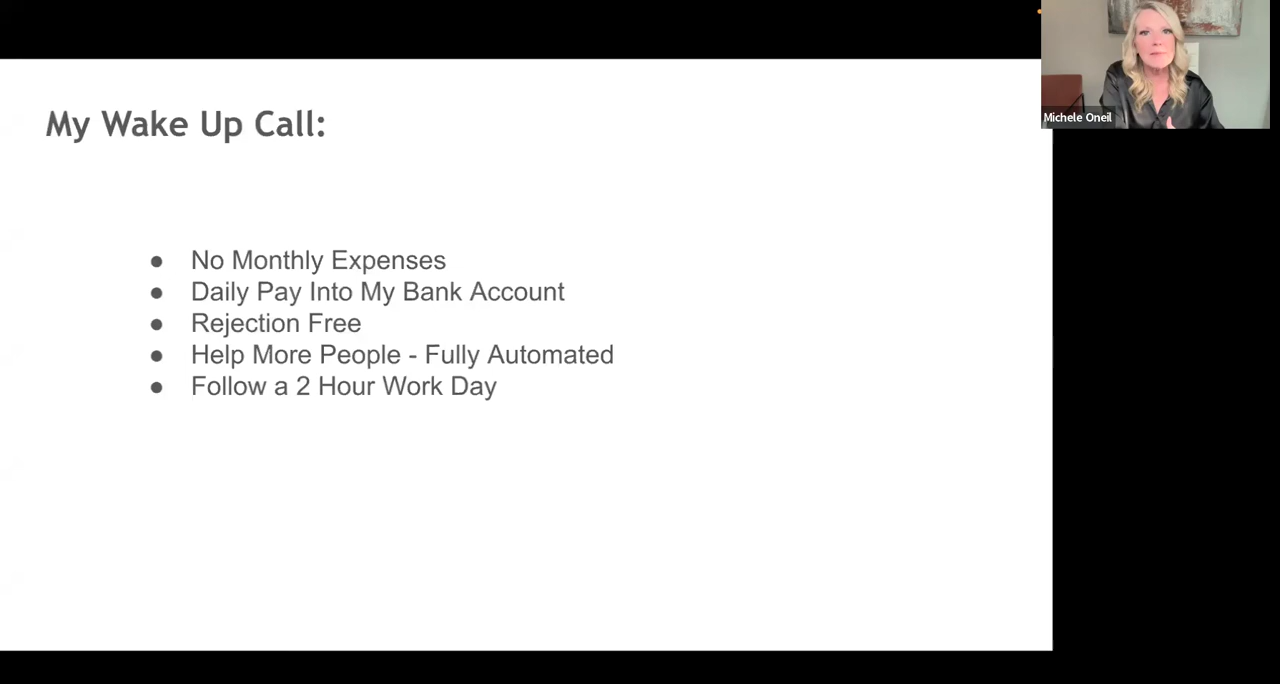 My Wake Up Call:
● No Monthly Expenses
● Daily Pay Into My Bank Account
● Rejection Free
● Help More People - Fully Automated
● Follow a 2 Hour Work Day
Michele Oneil